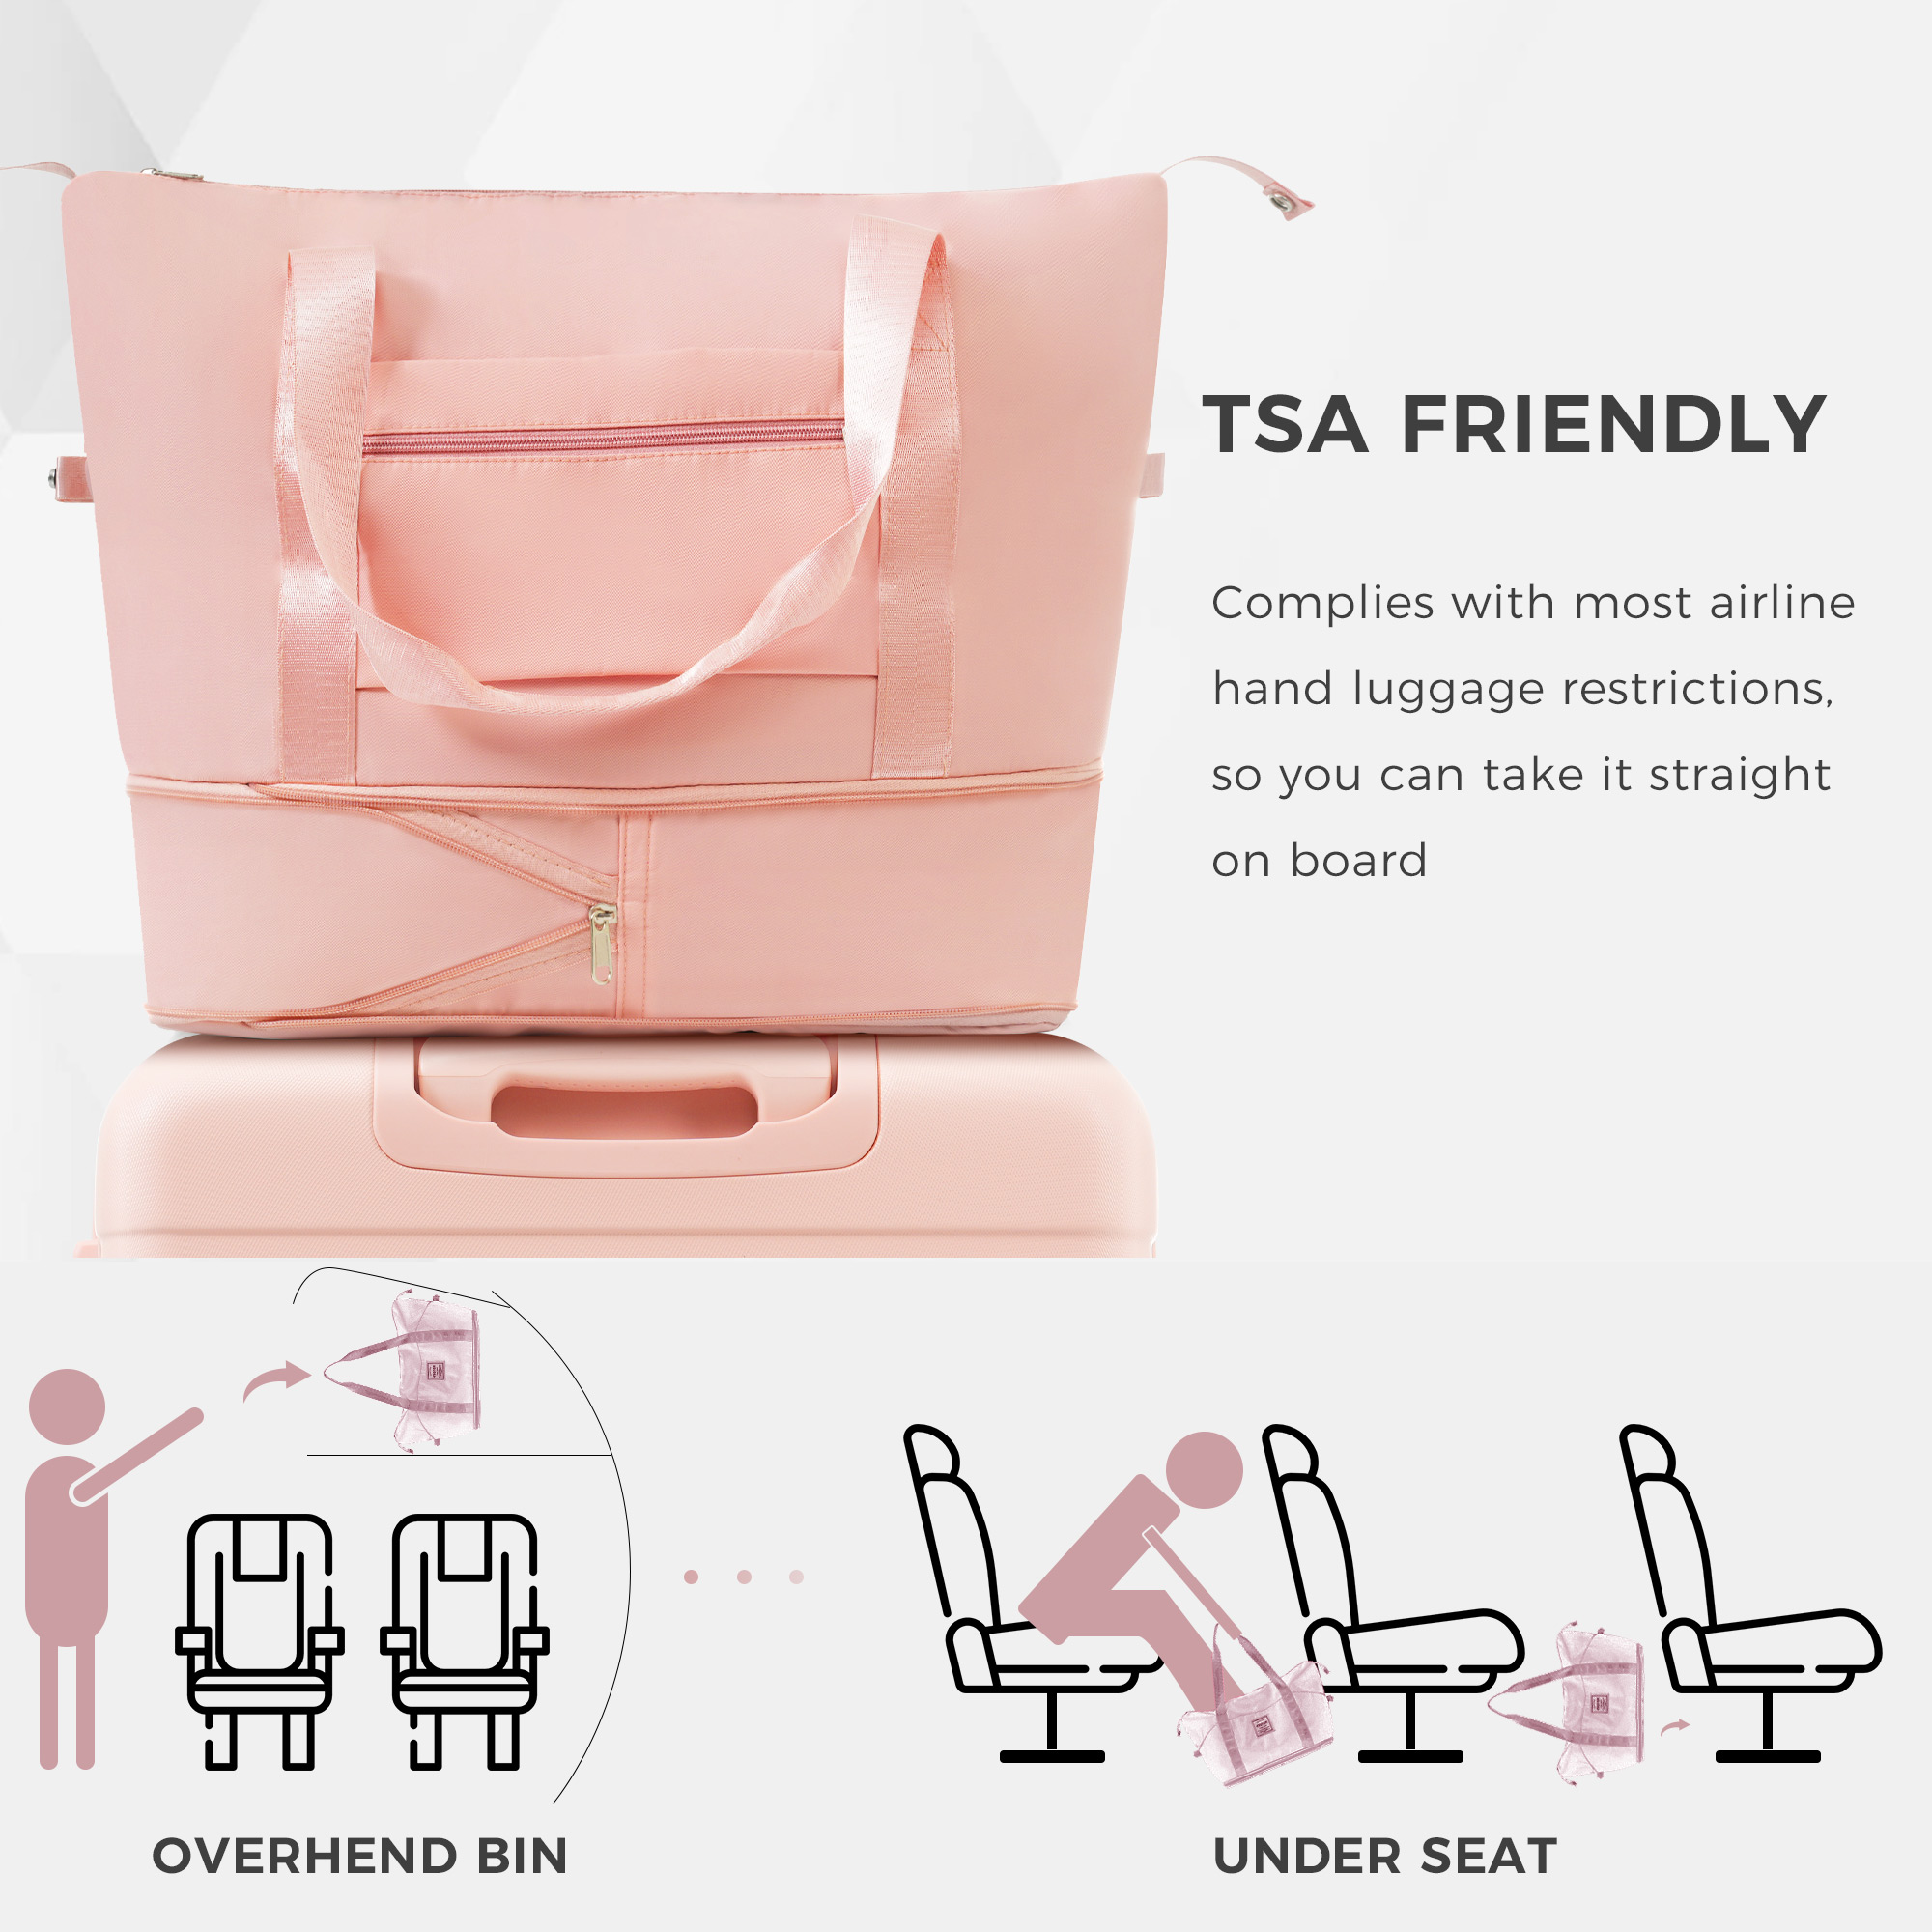 TSA FRIENDLY
Complies with most airline
hand luggage restrictions,
so you can take it straight
on board
OVERHEND BIN
UNDER SEAT